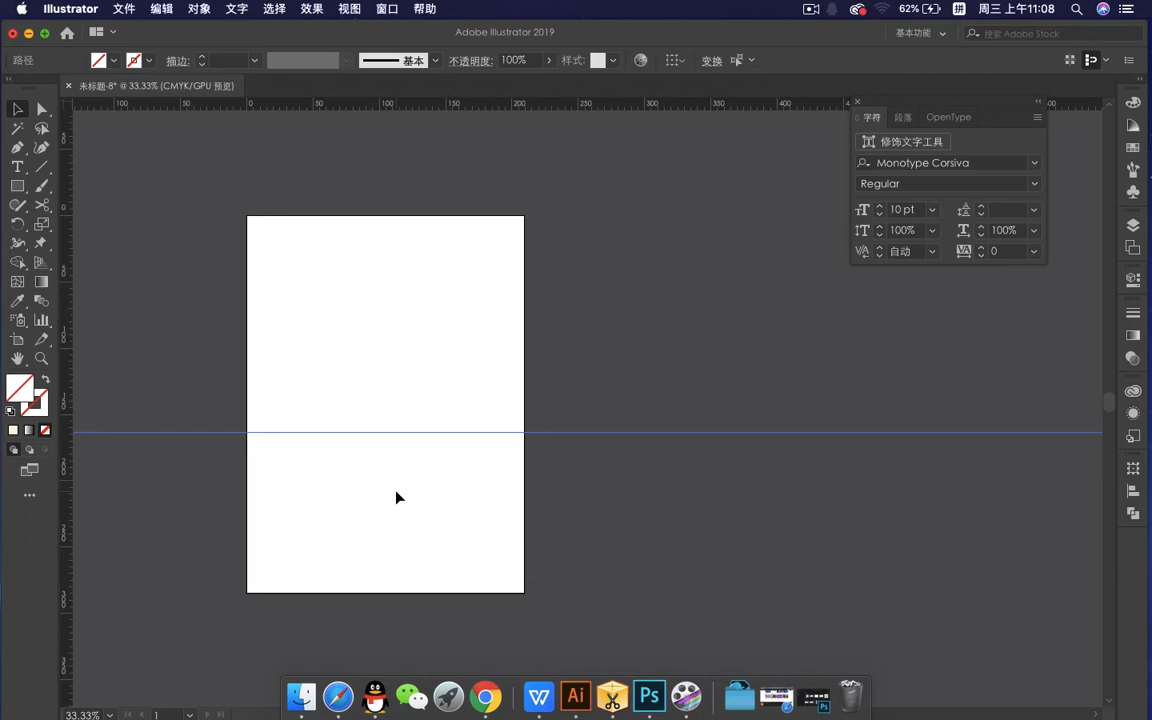 Illustrator 文件 编辑 对象 文字 选择 效果 视图 窗口 帮助 62% 拼 周三 上午11:08
Adobe Illustrator 2019 基本功能 搜索 Adobe Stock
路径 描边: 基本 不透明度: 100% 样式: 变换
× 未标题-8* @ 33.33% (CMYK/GPU 预览)
100 50 0 50 100 150 200 250 300 350 400
字符 段落 OpenType
修饰文字工具
Monotype Corsiva
Regular
10 pt
100% 100%
自动 0
W Ai Ps
33.33% 1